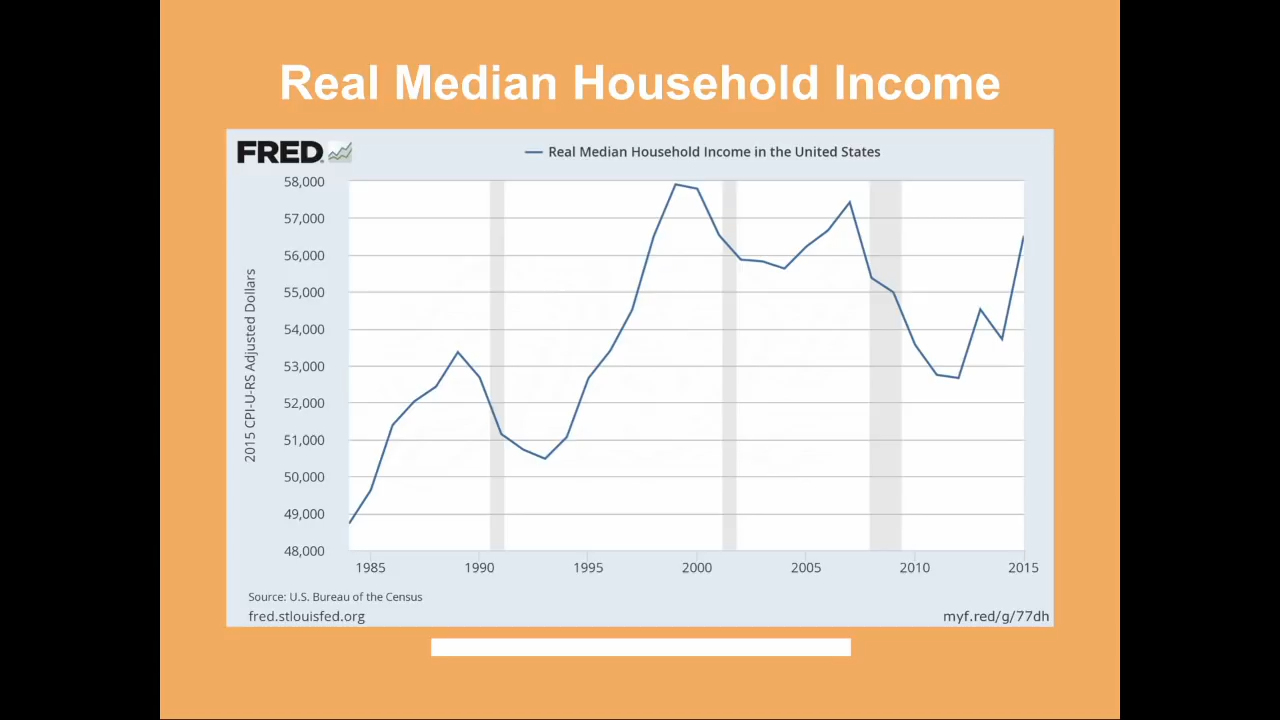 Real Median Household Income
FRED
Real Median Household Income in the United States
2015 CPI-U-RS Adjusted Dollars
58,000
57,000
56,000
55,000
54,000
53,000
52,000
51,000
50,000
49,000
48,000
1985 1990 1995 2000 2005 2010 2015
Source: U.S. Bureau of the Census
fred.stlouisfed.org
myf.red/g/77dh